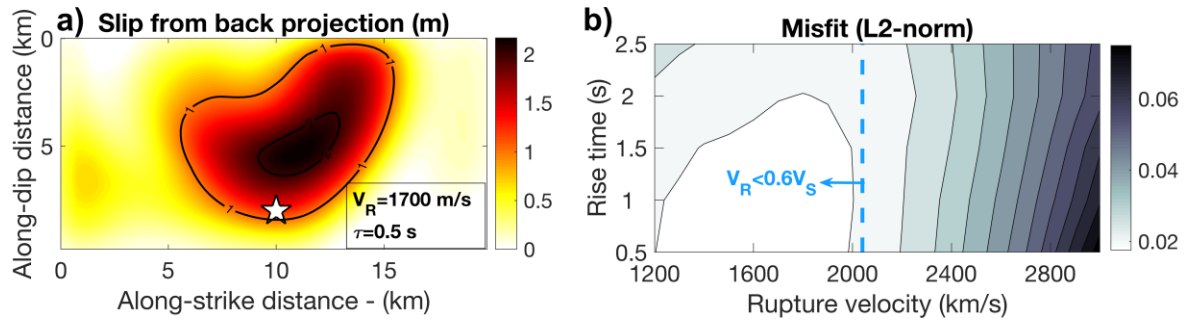 a) Slip from back projection (m)
Along-dip distance (km)
0
5
0
5
10
15
Along-strike distance - (km)
1
1
V_R=1700 m/s
τ=0.5 s
2
1.5
1
0.5
0
b) Misfit (L2-norm)
Rise time (s)
2.5
2
1.5
1
0.5
1200
1600
2000
2400
2800
Rupture velocity (km/s)
V_R<0.6V_S
0.06
0.04
0.02